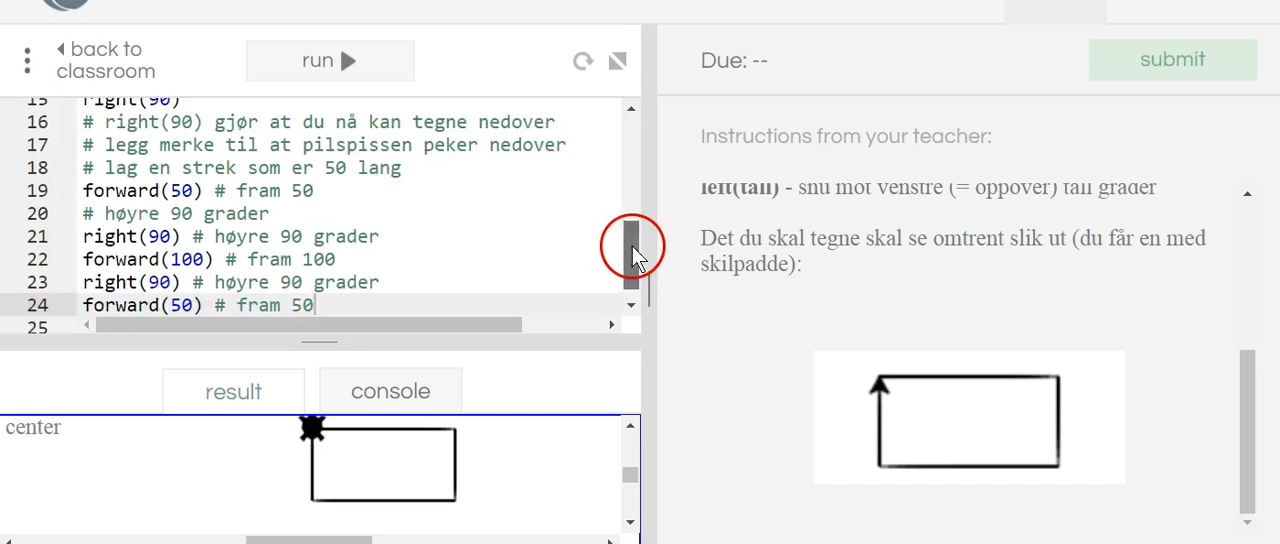 back to
classroom
run
15 right(90)
16 # right(90) gjør at du nå kan tegne nedover
17 # legg merke til at pilspissen peker nedover
18 # lag en strek som er 50 lang
19 forward(50) # fram 50
20 # høyre 90 grader
21 right(90) # høyre 90 grader
22 forward(100) # fram 100
23 right(90) # høyre 90 grader
24 forward(50) # fram 50
25
result
console
center
Due: --
submit
Instructions from your teacher:
left(tall) - snu mot venstre (= oppover) tall grader
Det du skal tegne skal se omtrent slik ut (du får en med
skilpadde):